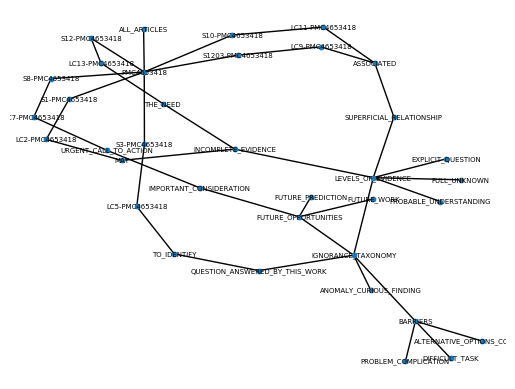 ALL_ARTICLES
LC11-PMC4653418
S10-PMC4653418
S12-PMC4653418
LC9-PMC4653418
S1203-PMC4653418
LC13-PMC4653418
ASSOCIATED
PMC4653418
S8-PMC4653418
S1-PMC4653418
THE_NEED
C7-PMC4653418
SUPERFICIAL_RELATIONSHIP
LC2-PMC4653418
S3-PMC4653418
URGENT_CALL_TO_ACTION
INCOMPLETE_EVIDENCE
MAY
EXPLICIT_QUESTION
LEVELS_OF_EVIDENCE
FULL_UNKNOWN
IMPORTANT_CONSIDERATION
FUTURE_PREDICTION
FUTURE_WORK
PROBABLE_UNDERSTANDING
LC5-PMC4653418
FUTURE_OPPORTUNITIES
TO_IDENTIFY
IGNORANCE_TAXONOMY
QUESTION_ANSWERED_BY_THIS_WORK
ANOMALY_CURIOUS_FINDING
BARRIERS
ALTERNATIVE_OPTIONS_CO
DIFFICULT_TASK
PROBLEM_COMPLICATION